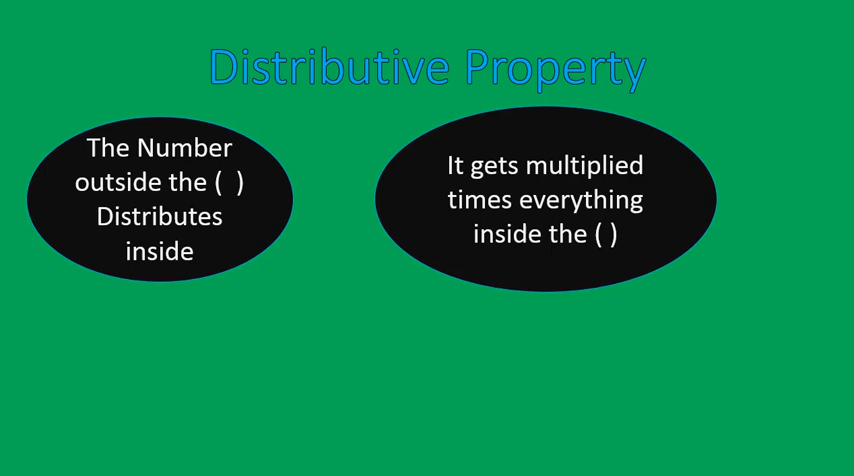 Distributive Property
The Number
outside the (  )
Distributes
inside
It gets multiplied
times everything
inside the ( )